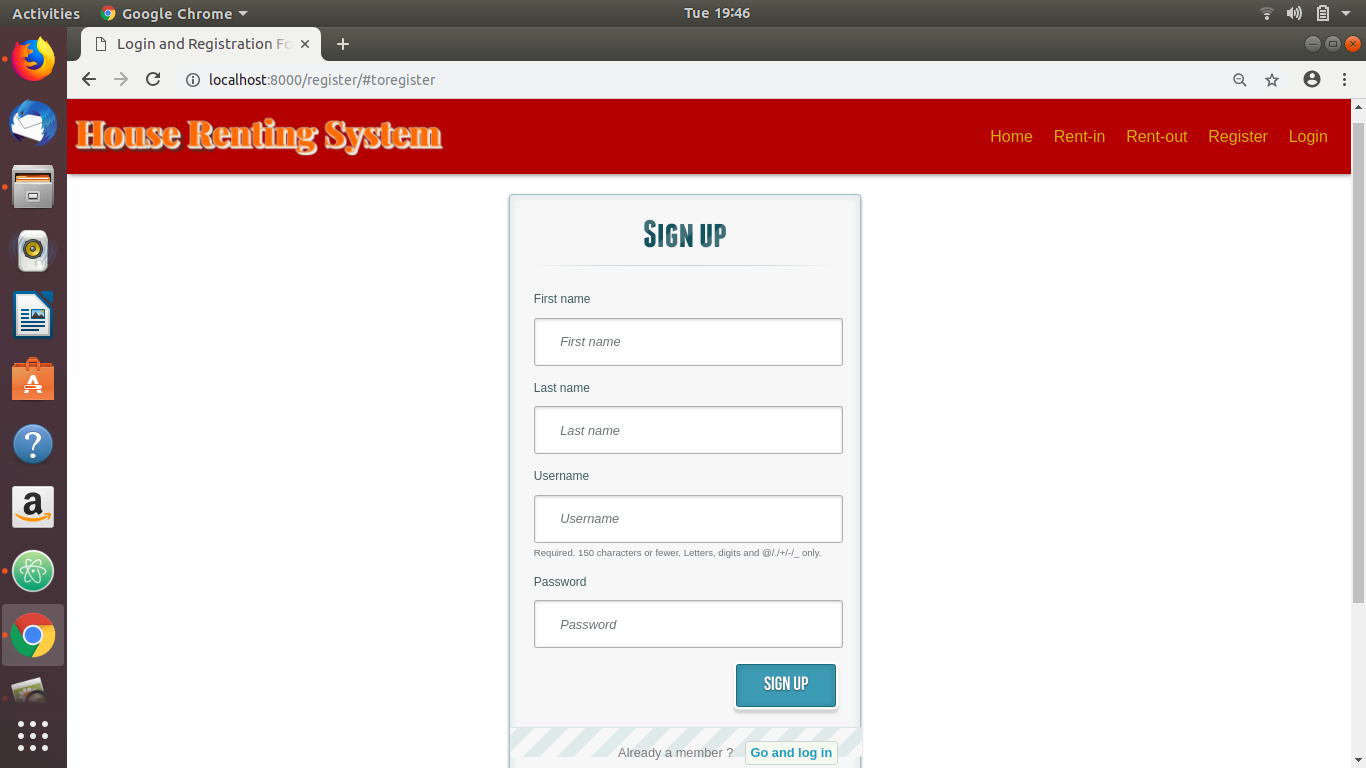 Activities Google Chrome Tue 19:46
Login and Registration Fo
localhost:8000/register/#toregister
House Renting System Home Rent-in Rent-out Register Login
Sign up
First name
First name
Last name
Last name
Username
Username
Required. 150 characters or fewer. Letters, digits and @/./+/-/_ only.
Password
Password
SIGN UP
Already a member ? Go and log in